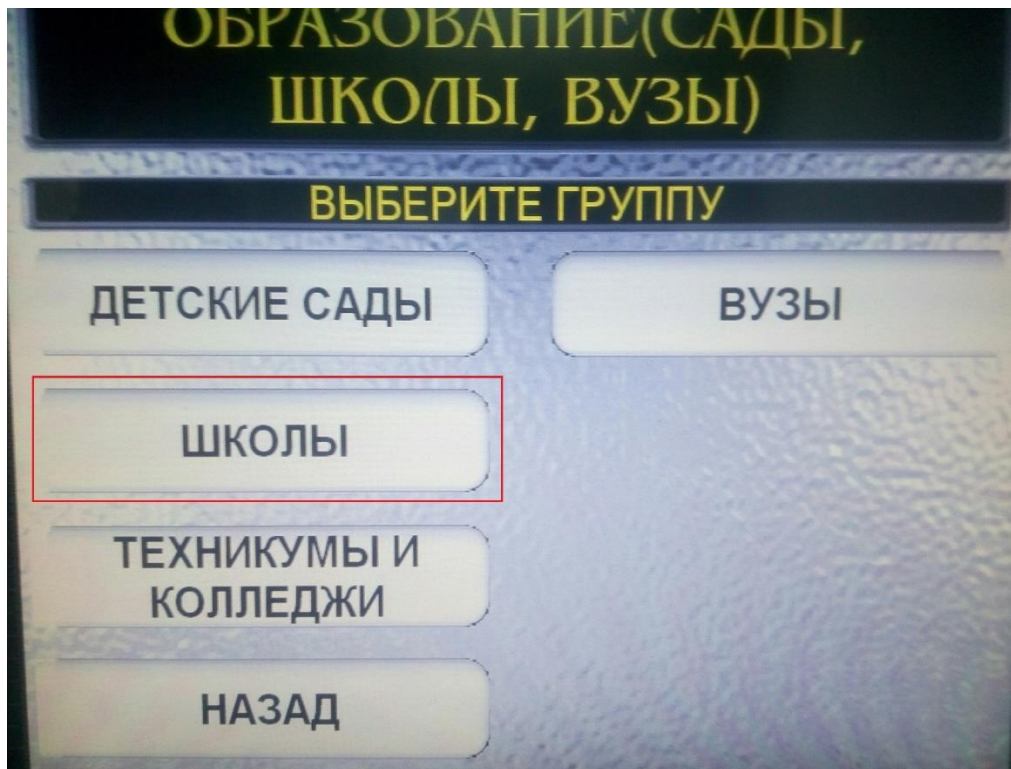 ОБРАЗОВАНИЕ(САДЫ,
ШКОЛЫ, ВУЗЫ)
ВЫБЕРИТЕ ГРУППУ
ДЕТСКИЕ САДЫ
ВУЗЫ
ШКОЛЫ
ТЕХНИКУМЫ И
КОЛЛЕДЖИ
НАЗАД